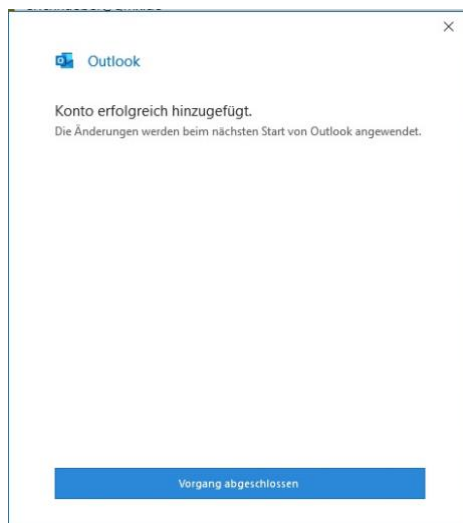 Outlook
Konto erfolgreich hinzugefügt.
Die Änderungen werden beim nächsten Start von Outlook angewendet.
Vorgang abgeschlossen